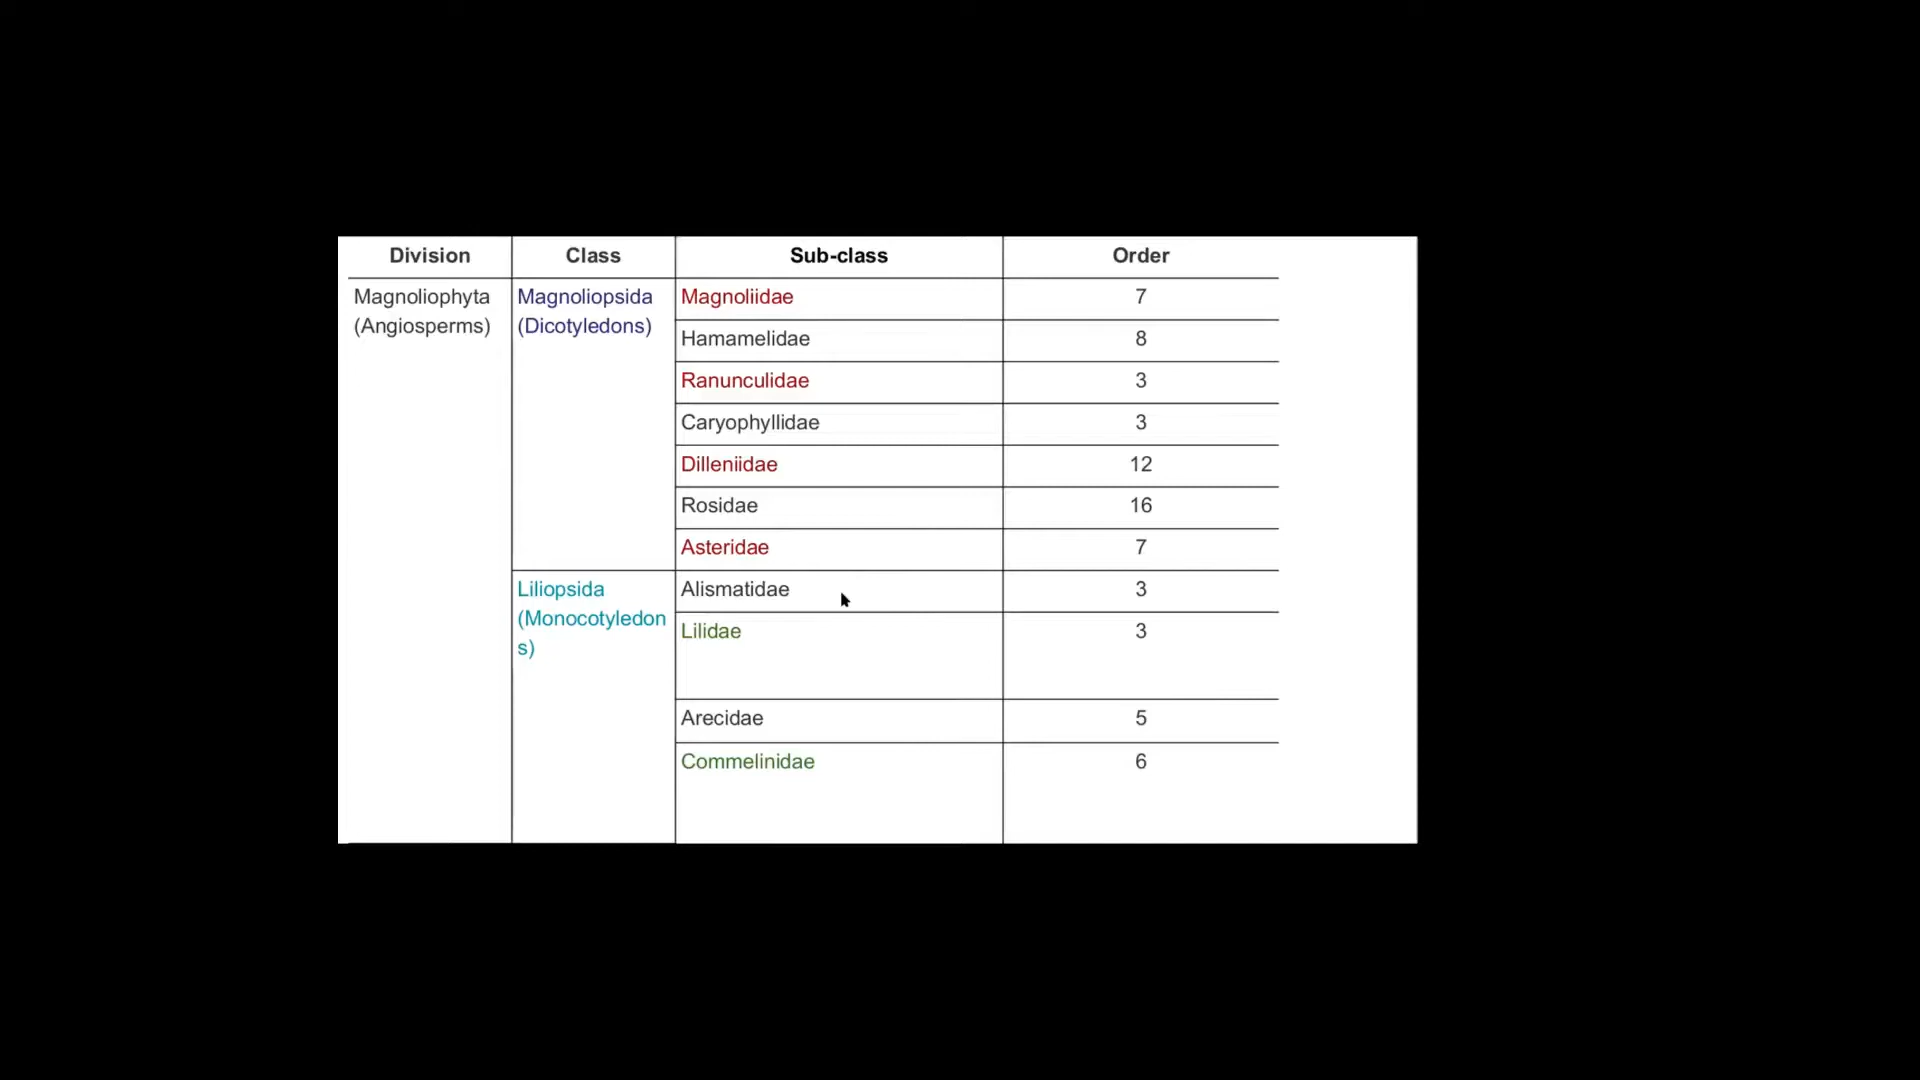 Division Class Sub-class Order
Magnoliophyta Magnoliopsida Magnoliidae 7
(Angiosperms) (Dicotyledons)
Hamamelidae 8
Ranunculidae 3
Caryophyllidae 3
Dilleniidae 12
Rosidae 16
Asteridae 7
Liliopsida Alismatidae 3
(Monocotyledon
s)
Lilidae 3
Arecidae 5
Commelinidae 6